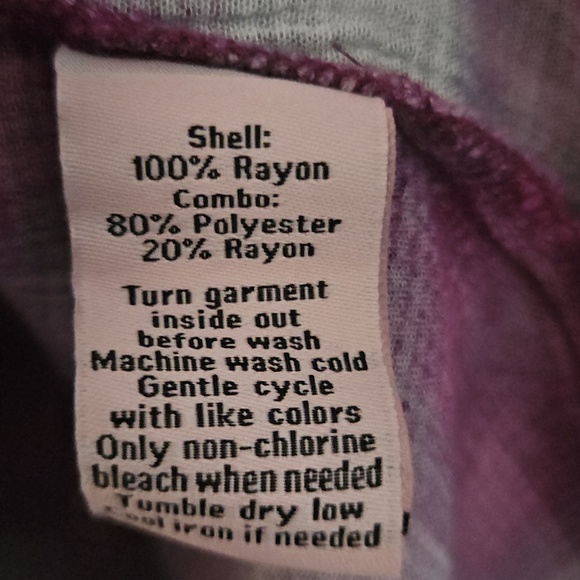 Shell:
100% Rayon
Combo:
80% Polyester
20% Rayon
Turn garment
inside out
before wash
Machine wash cold
Gentle cycle
with like colors
Only non-chlorine
bleach when needed
Tumble dry low
Cool iron if needed